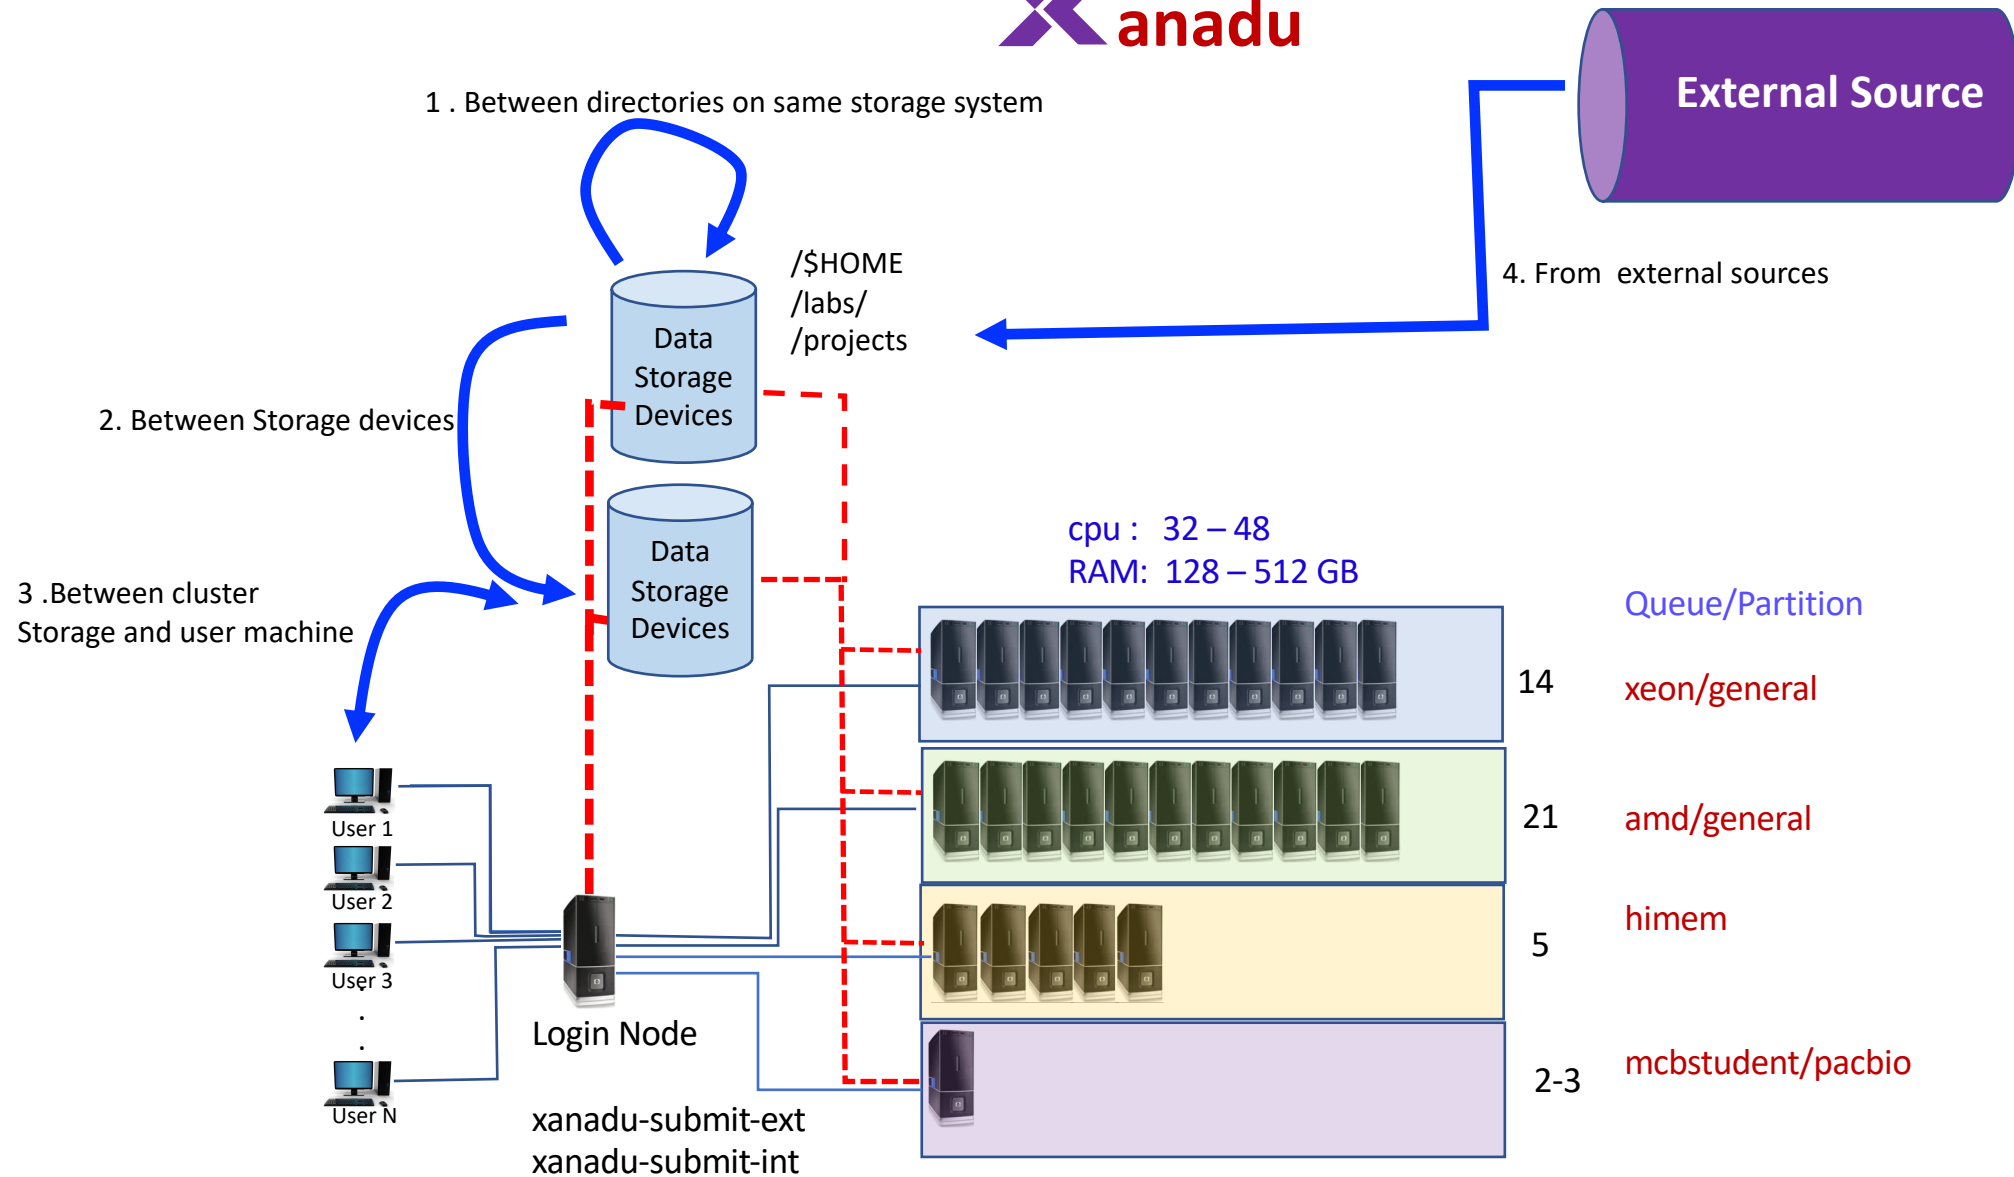 Xanadu
External Source
1 . Between directories on same storage system
/$HOME
/labs/
/projects
4. From  external sources
Data
Storage
Devices
2. Between Storage devices
Data
Storage
Devices
cpu :   32 – 48
RAM:  128 – 512 GB
3 .Between cluster
Storage and user machine
Queue/Partition
14
xeon/general
User 1
21
amd/general
User 2
himem
5
User 3
.
.
.
Login Node
mcbstudent/pacbio
2-3
User N
xanadu-submit-ext
xanadu-submit-int